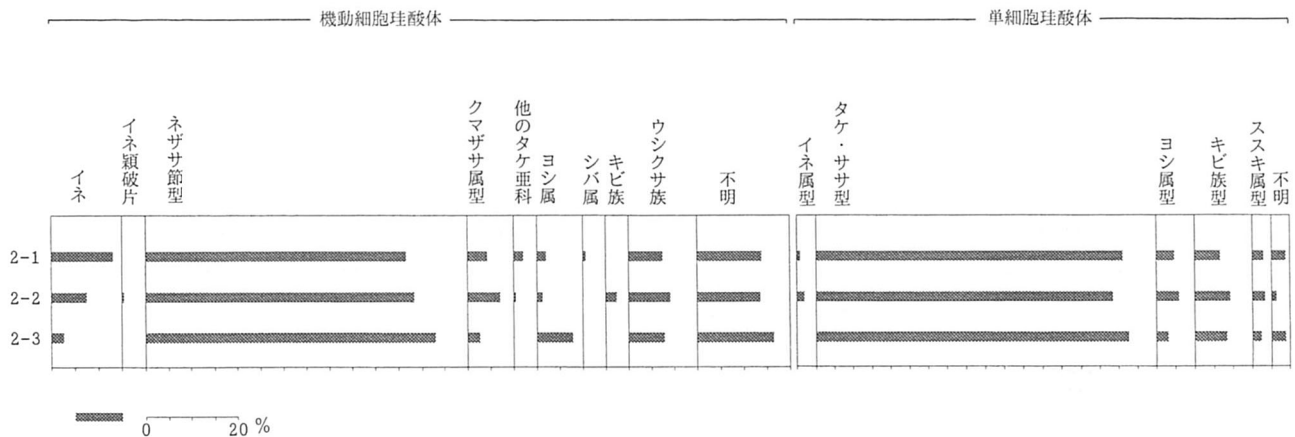 機動細胞珪酸体
単細胞珪酸体
イネ
イネ穎破片
ネザサ節型
クマザサ属型
他のタケ亜科
ヨシ属
シバ属
キビ族
ウシクサ族
不明
イネ属型
タケ・ササ型
ヨシ属型
キビ族型
ススキ属型
不明
2-1
2-2
2-3
0 20 %